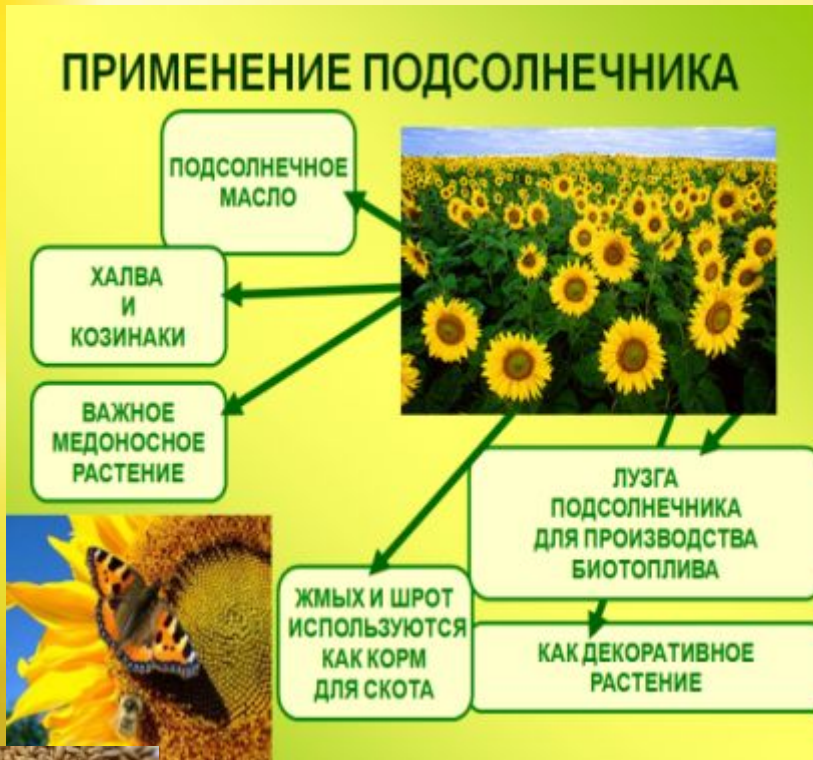 ПРИМЕНЕНИЕ ПОДСОЛНЕЧНИКА
ПОДСОЛНЕЧНОЕ
МАСЛО
ХАЛВА
И
КОЗИНАКИ
ВАЖНОЕ
МЕДОНОСНОЕ
РАСТЕНИЕ
ЛУЗГА
ПОДСОЛНЕЧНИКА
ДЛЯ ПРОИЗВОДСТВА
БИОТОПЛИВА
ЖМЫХ И ШРОТ
ИСПОЛЬЗУЮТСЯ
КАК КОРМ
ДЛЯ СКОТА
КАК ДЕКОРАТИВНОЕ
РАСТЕНИЕ